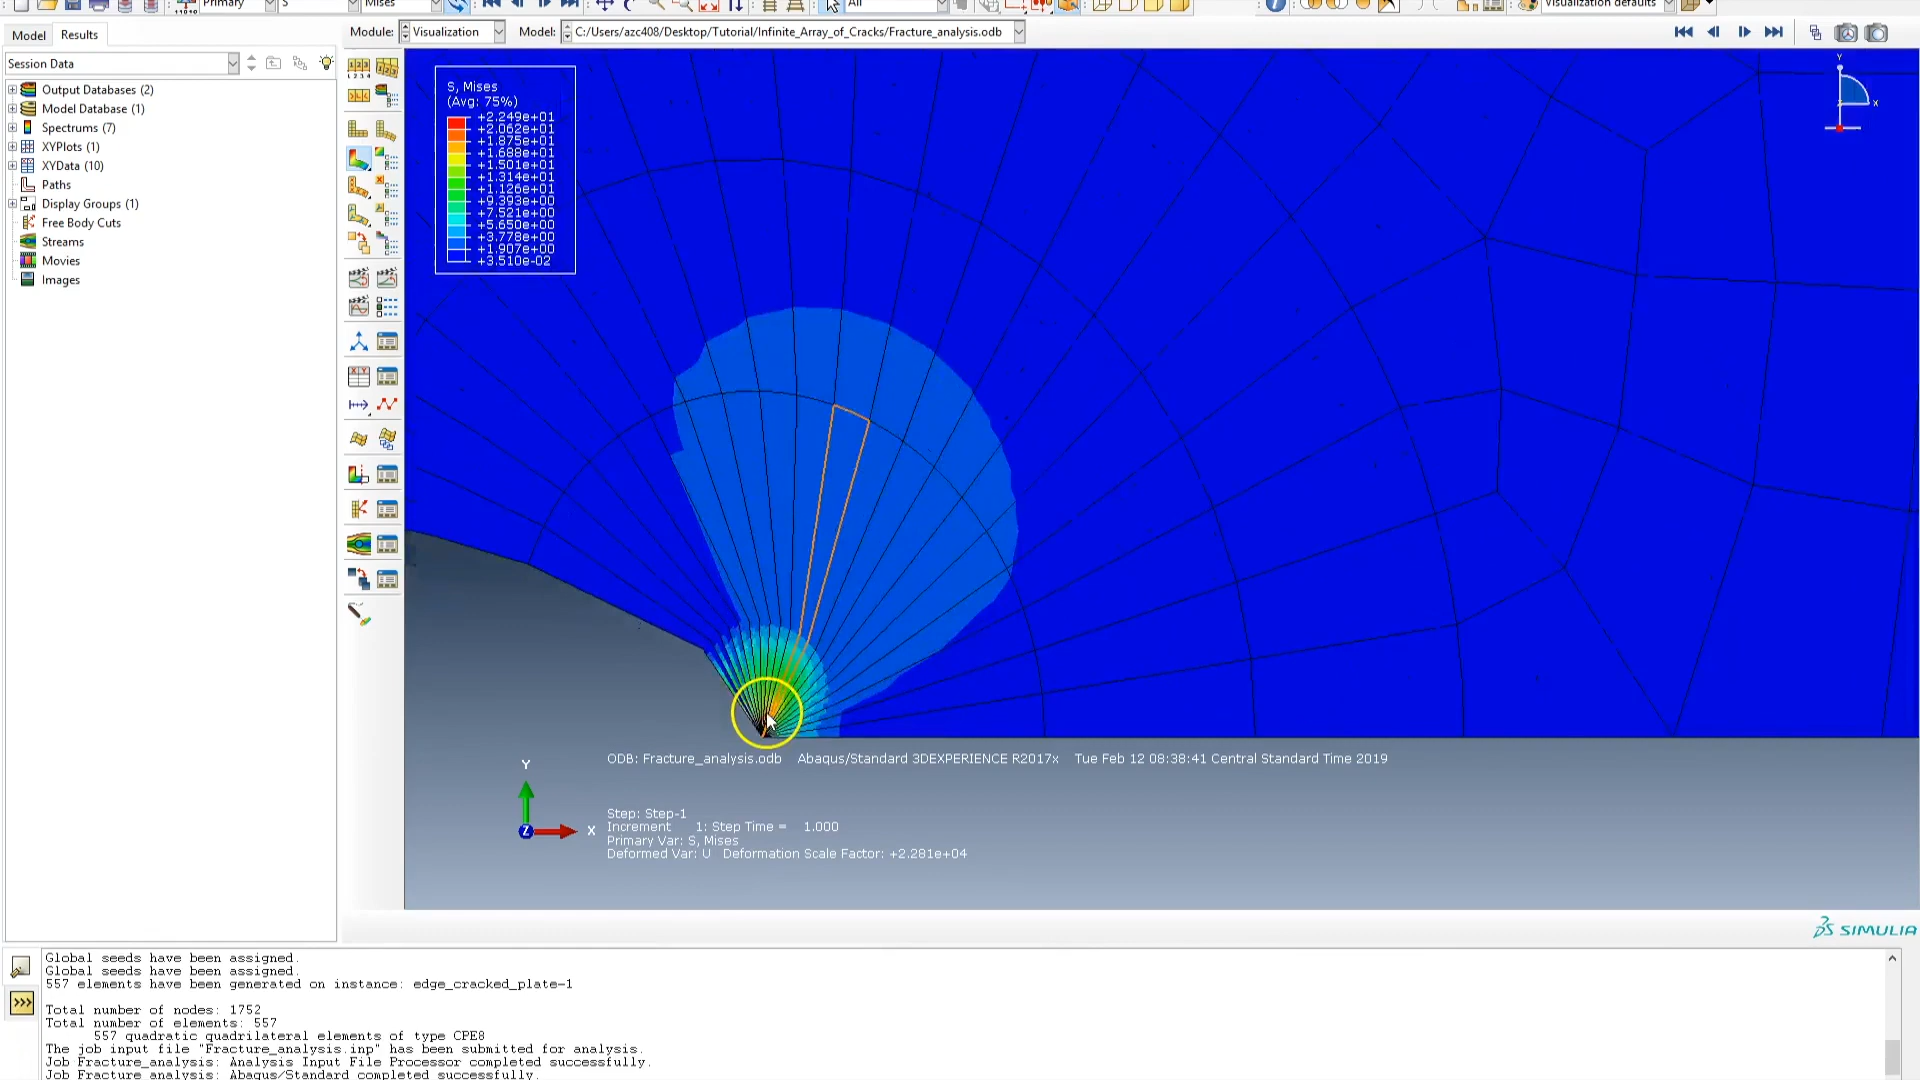 Primary
S
Mises
All
Visualization defaults
Model
Results
Module:
Visualization
Model:
C:/Users/azc408/Desktop/Tutorial/Infinite_Array_of_Cracks/Fracture_analysis.odb
Session Data
Output Databases (2)
Model Database (1)
Spectrums (7)
XYPlots (1)
XYData (10)
Paths
Display Groups (1)
Free Body Cuts
Streams
Movies
Images
S, Mises
(Avg: 75%)
+2.249e+01
+2.062e+01
+1.875e+01
+1.688e+01
+1.501e+01
+1.314e+01
+1.126e+01
+9.393e+00
+7.521e+00
+5.650e+00
+3.778e+00
+1.907e+00
+3.510e-02
Y
X
ODB: Fracture_analysis.odb Abaqus/Standard 3DEXPERIENCE R2017x Tue Feb 12 08:38:41 Central Standard Time 2019
Y
Z
X
Step: Step-1
Increment 1: Step Time = 1.000
Primary Var: S, Mises
Deformed Var: U Deformation Scale Factor: +2.281e+04
SIMULIA
Global seeds have been assigned.
Global seeds have been assigned.
557 elements have been generated on instance: edge_cracked_plate-1
Total number of nodes: 1752
Total number of elements: 557
557 quadratic quadrilateral elements of type CPE8
The job input file "Fracture_analysis.inp" has been submitted for analysis.
Job Fracture_analysis: Analysis Input File Processor completed successfully.
Job Fracture_analysis: Abaqus/Standard completed successfully.